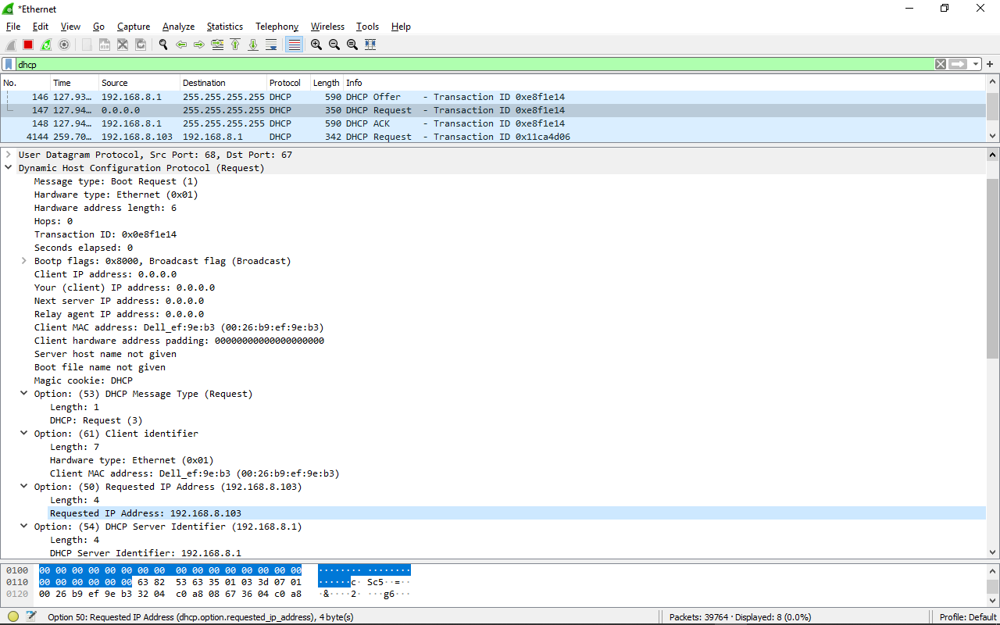 *Ethernet
File Edit View Go Capture Analyze Statistics Telephony Wireless Tools Help
dhcp
No. Time Source Destination Protocol Length Info
146 127.93… 192.168.8.1 255.255.255.255 DHCP 590 DHCP Offer - Transaction ID 0xe8f1e14
147 127.94… 0.0.0.0 255.255.255.255 DHCP 350 DHCP Request - Transaction ID 0xe8f1e14
148 127.94… 192.168.8.1 255.255.255.255 DHCP 590 DHCP ACK - Transaction ID 0xe8f1e14
4144 259.70… 192.168.8.103 192.168.8.1 DHCP 342 DHCP Request - Transaction ID 0x11ca4d06
User Datagram Protocol, Src Port: 68, Dst Port: 67
Dynamic Host Configuration Protocol (Request)
Message type: Boot Request (1)
Hardware type: Ethernet (0x01)
Hardware address length: 6
Hops: 0
Transaction ID: 0x0e8f1e14
Seconds elapsed: 0
Bootp flags: 0x8000, Broadcast flag (Broadcast)
Client IP address: 0.0.0.0
Your (client) IP address: 0.0.0.0
Next server IP address: 0.0.0.0
Relay agent IP address: 0.0.0.0
Client MAC address: Dell_ef:9e:b3 (00:26:b9:ef:9e:b3)
Client hardware address padding: 00000000000000000000
Server host name not given
Boot file name not given
Magic cookie: DHCP
Option: (53) DHCP Message Type (Request)
Length: 1
DHCP: Request (3)
Option: (61) Client identifier
Length: 7
Hardware type: Ethernet (0x01)
Client MAC address: Dell_ef:9e:b3 (00:26:b9:ef:9e:b3)
Option: (50) Requested IP Address (192.168.8.103)
Length: 4
Requested IP Address: 192.168.8.103
Option: (54) DHCP Server Identifier (192.168.8.1)
Length: 4
DHCP Server Identifier: 192.168.8.1
0100 00 00 00 00 00 00 00 00 00 00 00 00 00 00 00 00 ········ ········
0110 00 00 00 00 00 00 63 82 53 63 35 01 03 3d 07 01 ······c· Sc5··=··
0120 00 26 b9 ef 9e b3 32 04 c0 a8 08 67 36 04 c0 a8 ·&····2· ···g6···
Option 50: Requested IP Address (dhcp.option.requested_ip_address), 4 byte(s) Packets: 39764 · Displayed: 8 (0.0%) Profile: Default